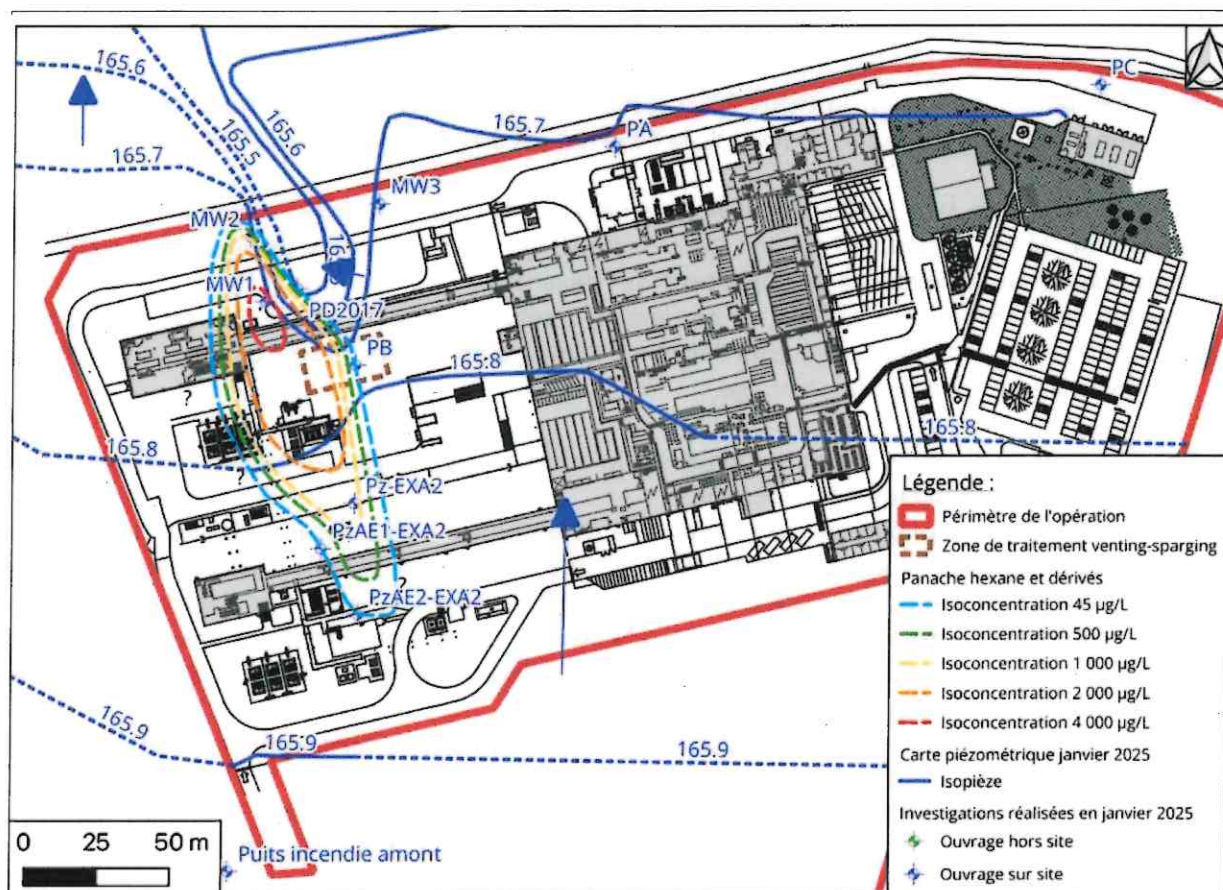 165.6
165.5
165.6
165.7
165.7
PA
PC
MW3
MW2
MW1
PD2017
PB
165.8
165.8
165.8
?
?
Pz-EXA2
PzAE1-EXA2
?
PzAE2-EXA2
165.9
165.9
Puits incendie amont
0 25 50 m
Légende :
Périmètre de l'opération
Zone de traitement venting-sparging
Panache hexane et dérivés
Isoconcentration 45 µg/L
Isoconcentration 500 µg/L
Isoconcentration 1 000 µg/L
Isoconcentration 2 000 µg/L
Isoconcentration 4 000 µg/L
Carte piézométrique janvier 2025
Isopièze
Investigations réalisées en janvier 2025
Ouvrage hors site
Ouvrage sur site